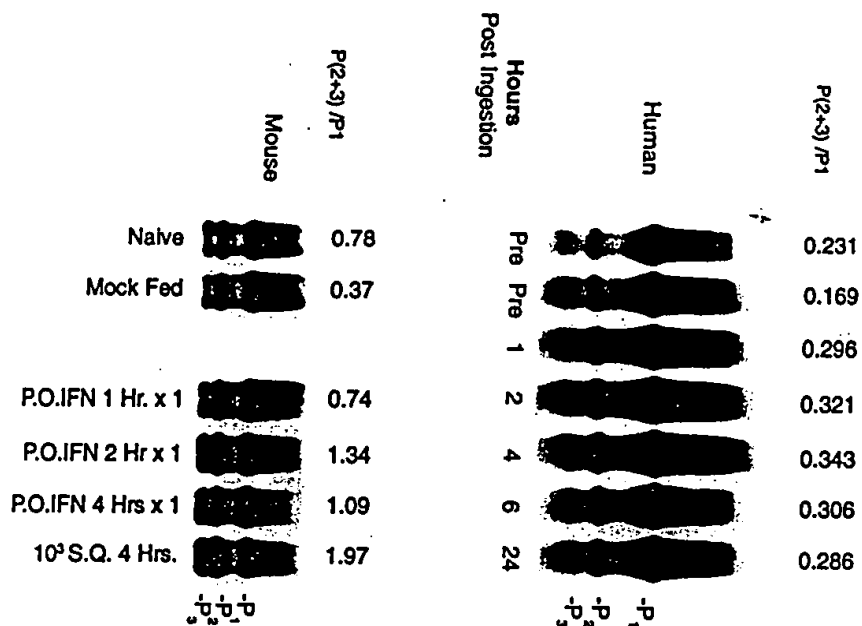 P(2+3) /P1
Mouse
Naive 0.78
Mock Fed 0.37
P.O.IFN 1 Hr. x 1 0.74
P.O.IFN 2 Hr x 1 1.34
P.O.IFN 4 Hrs x 1 1.09
10³ S.Q. 4 Hrs. 1.97
-P₃ -P₂ -P₁
P(2+3) /P1
Human
Hours
Post Ingestion
Pre 0.231
Pre 0.169
1 0.296
2 0.321
4 0.343
6 0.306
24 0.286
-P₃ -P₂ -P₁